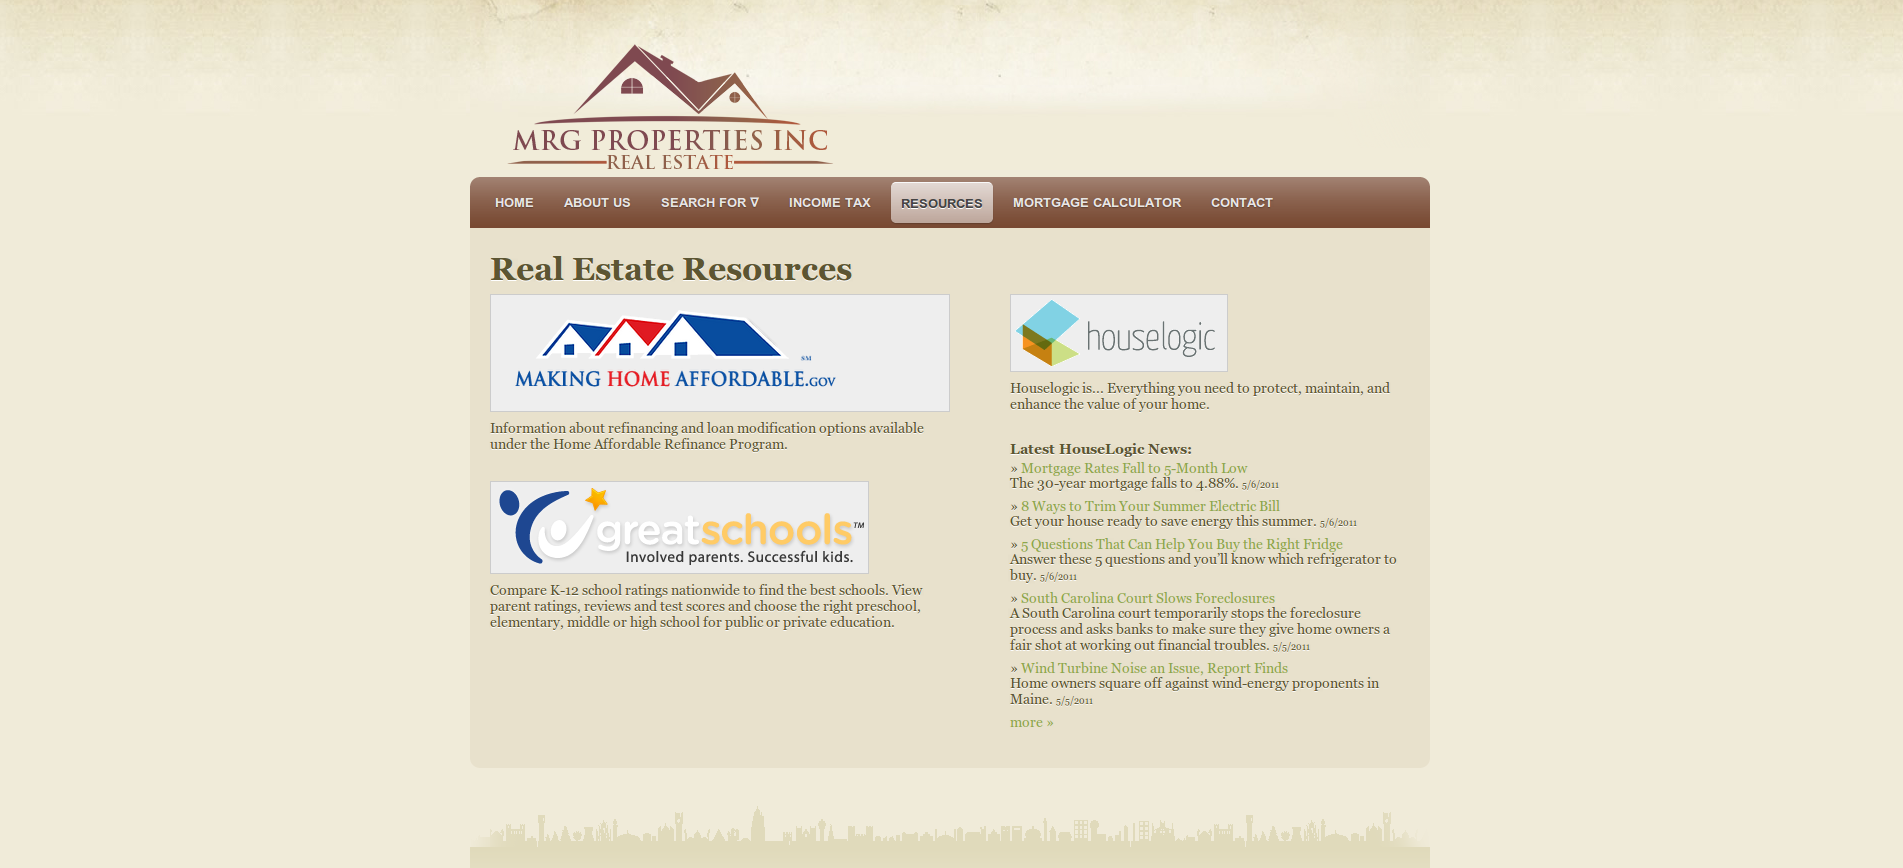 MRG PROPERTIES INC
REAL ESTATE
HOME ABOUT US SEARCH FOR ∇ INCOME TAX RESOURCES MORTGAGE CALCULATOR CONTACT
Real Estate Resources
SM
MAKING HOME AFFORDABLE.GOV
Information about refinancing and loan modification options available
under the Home Affordable Refinance Program.
greatschools™
Involved parents. Successful kids.
Compare K-12 school ratings nationwide to find the best schools. View
parent ratings, reviews and test scores and choose the right preschool,
elementary, middle or high school for public or private education.
houselogic
Houselogic is... Everything you need to protect, maintain, and
enhance the value of your home.
Latest HouseLogic News:
» Mortgage Rates Fall to 5-Month Low
The 30-year mortgage falls to 4.88%. 5/6/2011
» 8 Ways to Trim Your Summer Electric Bill
Get your house ready to save energy this summer. 5/6/2011
» 5 Questions That Can Help You Buy the Right Fridge
Answer these 5 questions and you'll know which refrigerator to
buy. 5/6/2011
» South Carolina Court Slows Foreclosures
A South Carolina court temporarily stops the foreclosure
process and asks banks to make sure they give home owners a
fair shot at working out financial troubles. 5/5/2011
» Wind Turbine Noise an Issue, Report Finds
Home owners square off against wind-energy proponents in
Maine. 5/5/2011
more »